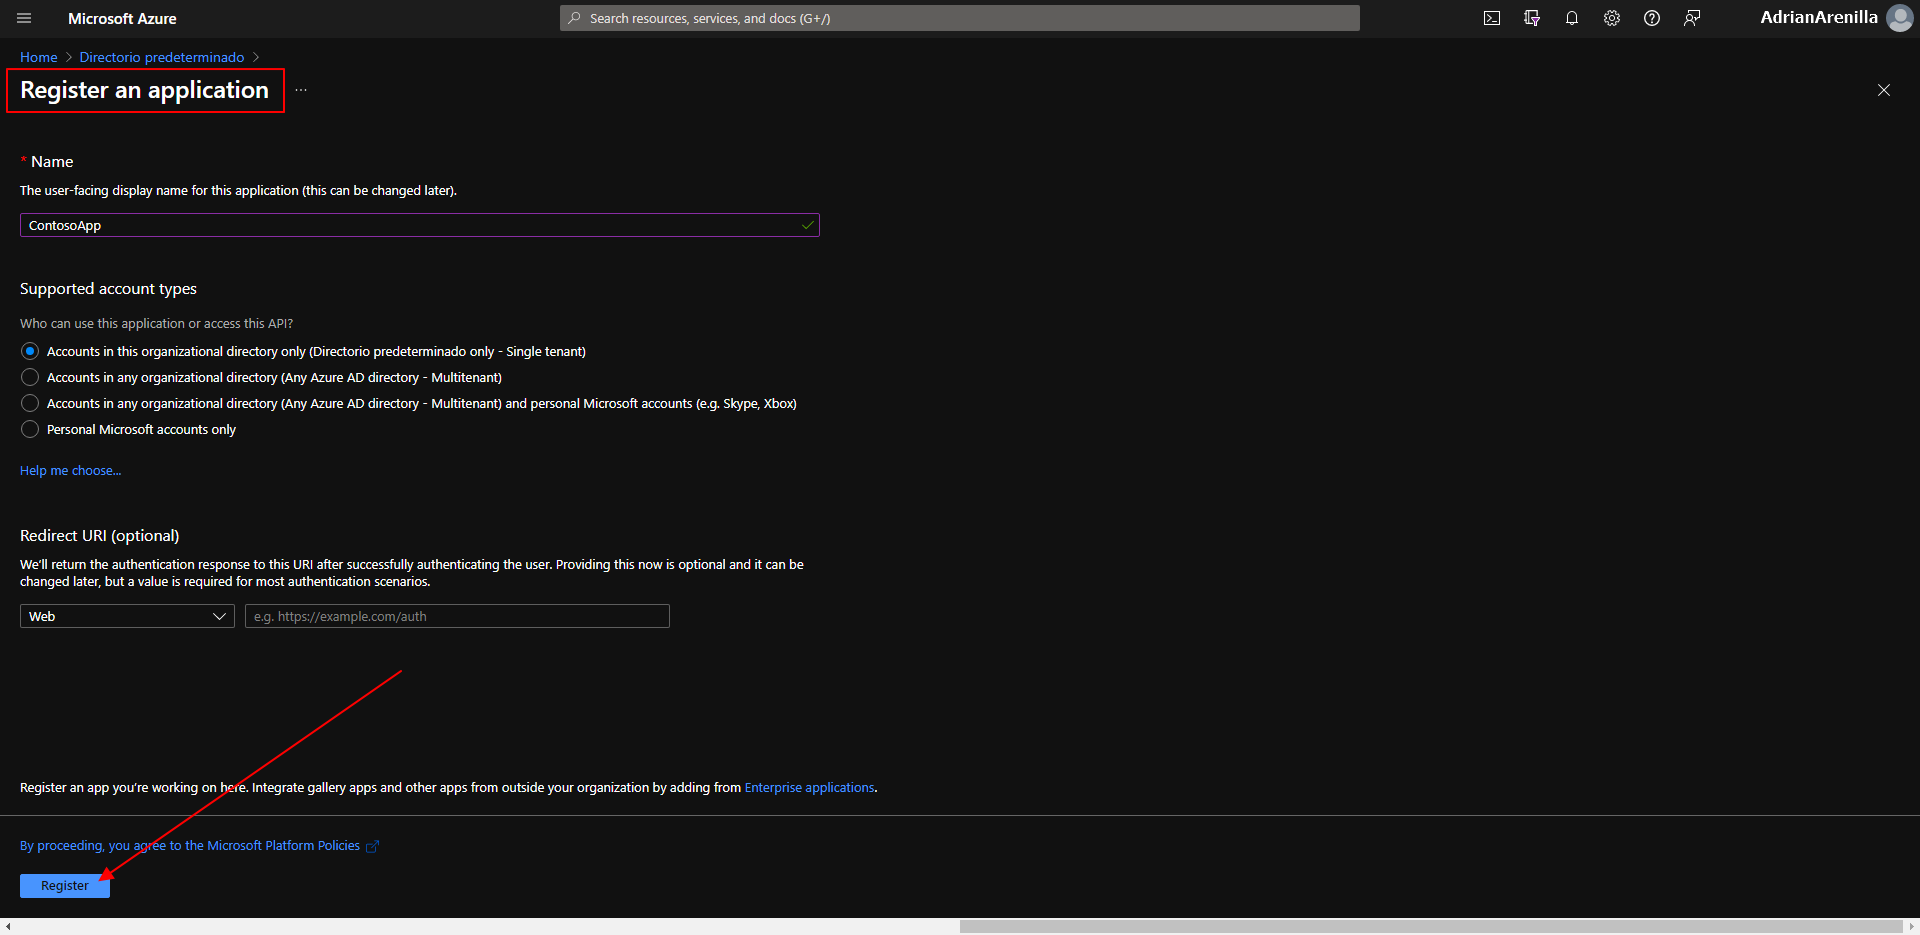 Microsoft Azure
Search resources, services, and docs (G+/)
AdrianArenilla
Home > Directorio predeterminado >
Register an application ...
* Name
The user-facing display name for this application (this can be changed later).
ContosoApp
Supported account types
Who can use this application or access this API?
Accounts in this organizational directory only (Directorio predeterminado only - Single tenant)
Accounts in any organizational directory (Any Azure AD directory - Multitenant)
Accounts in any organizational directory (Any Azure AD directory - Multitenant) and personal Microsoft accounts (e.g. Skype, Xbox)
Personal Microsoft accounts only
Help me choose...
Redirect URI (optional)
We'll return the authentication response to this URI after successfully authenticating the user. Providing this now is optional and it can be
changed later, but a value is required for most authentication scenarios.
Web
e.g. https://example.com/auth
Register an app you're working on here. Integrate gallery apps and other apps from outside your organization by adding from Enterprise applications.
By proceeding, you agree to the Microsoft Platform Policies
Register